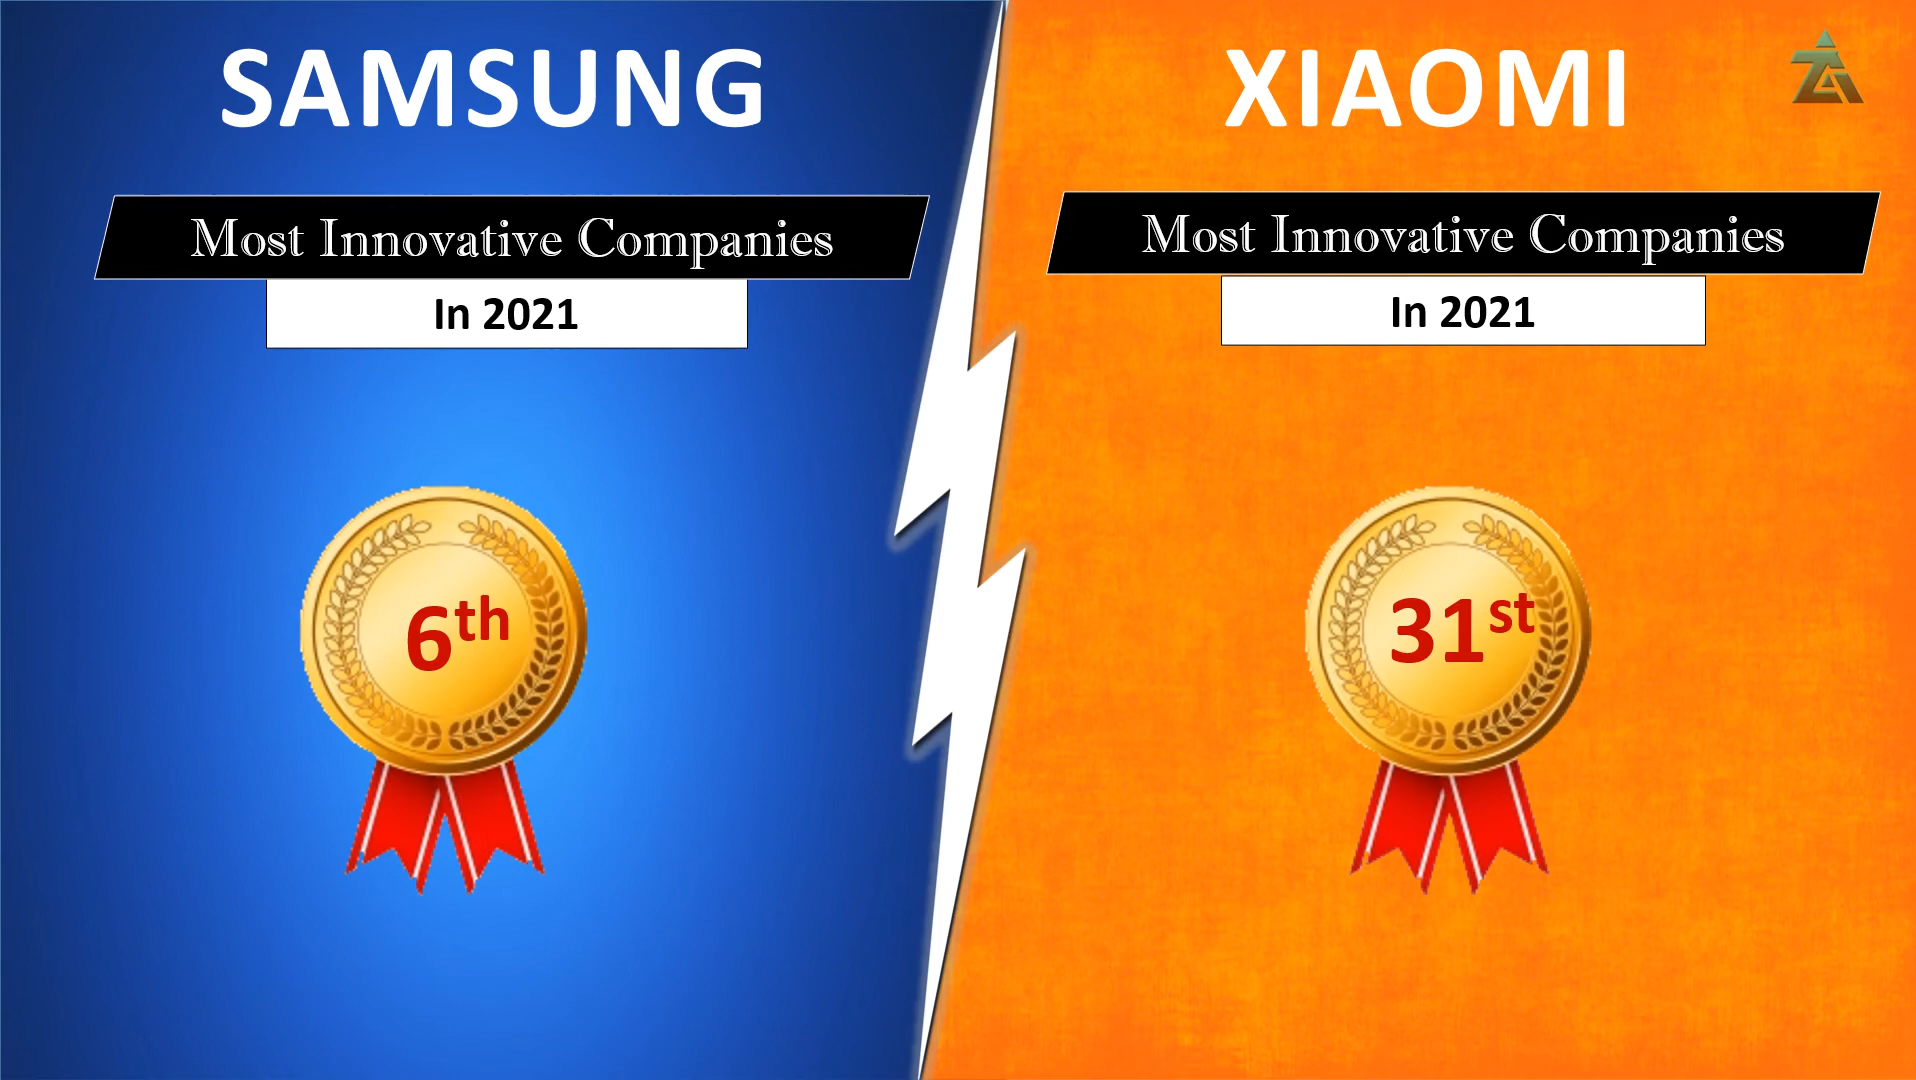 SAMSUNG
Most Innovative Companies
In 2021
6th
XIAOMI
Most Innovative Companies
In 2021
31st